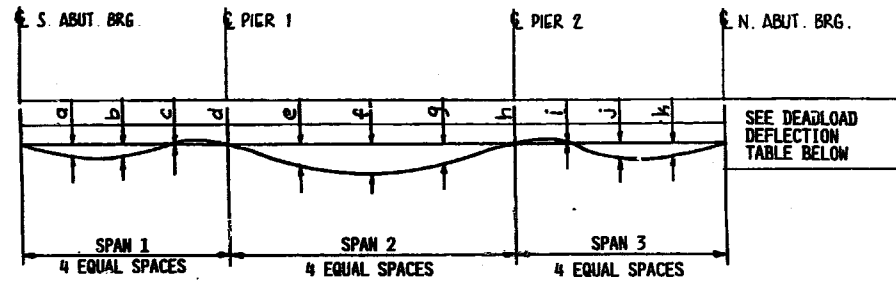 ℄ S. ABUT. BRG.
℄ PIER 1
℄ PIER 2
℄ N. ABUT. BRG.
a b c d e f g h i j k
SEE DEADLOAD
DEFLECTION
TABLE BELOW
SPAN 1
4 EQUAL SPACES
SPAN 2
4 EQUAL SPACES
SPAN 3
4 EQUAL SPACES